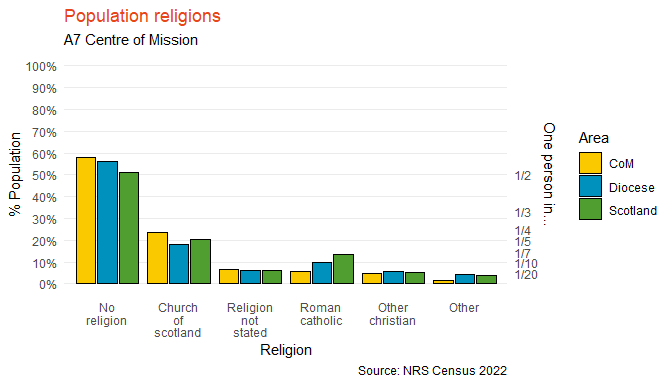 Population religions
A7 Centre of Mission
100%
90%
80%
70%
60%
50%
40%
30%
20%
10%
0%
% Population
1/2
1/3
1/4
1/5
1/7
1/10
1/20
One person in...
Area
CoM
Diocese
Scotland
No
religion
Church
of
scotland
Religion
not
stated
Roman
catholic
Other
christian
Other
Religion
Source: NRS Census 2022